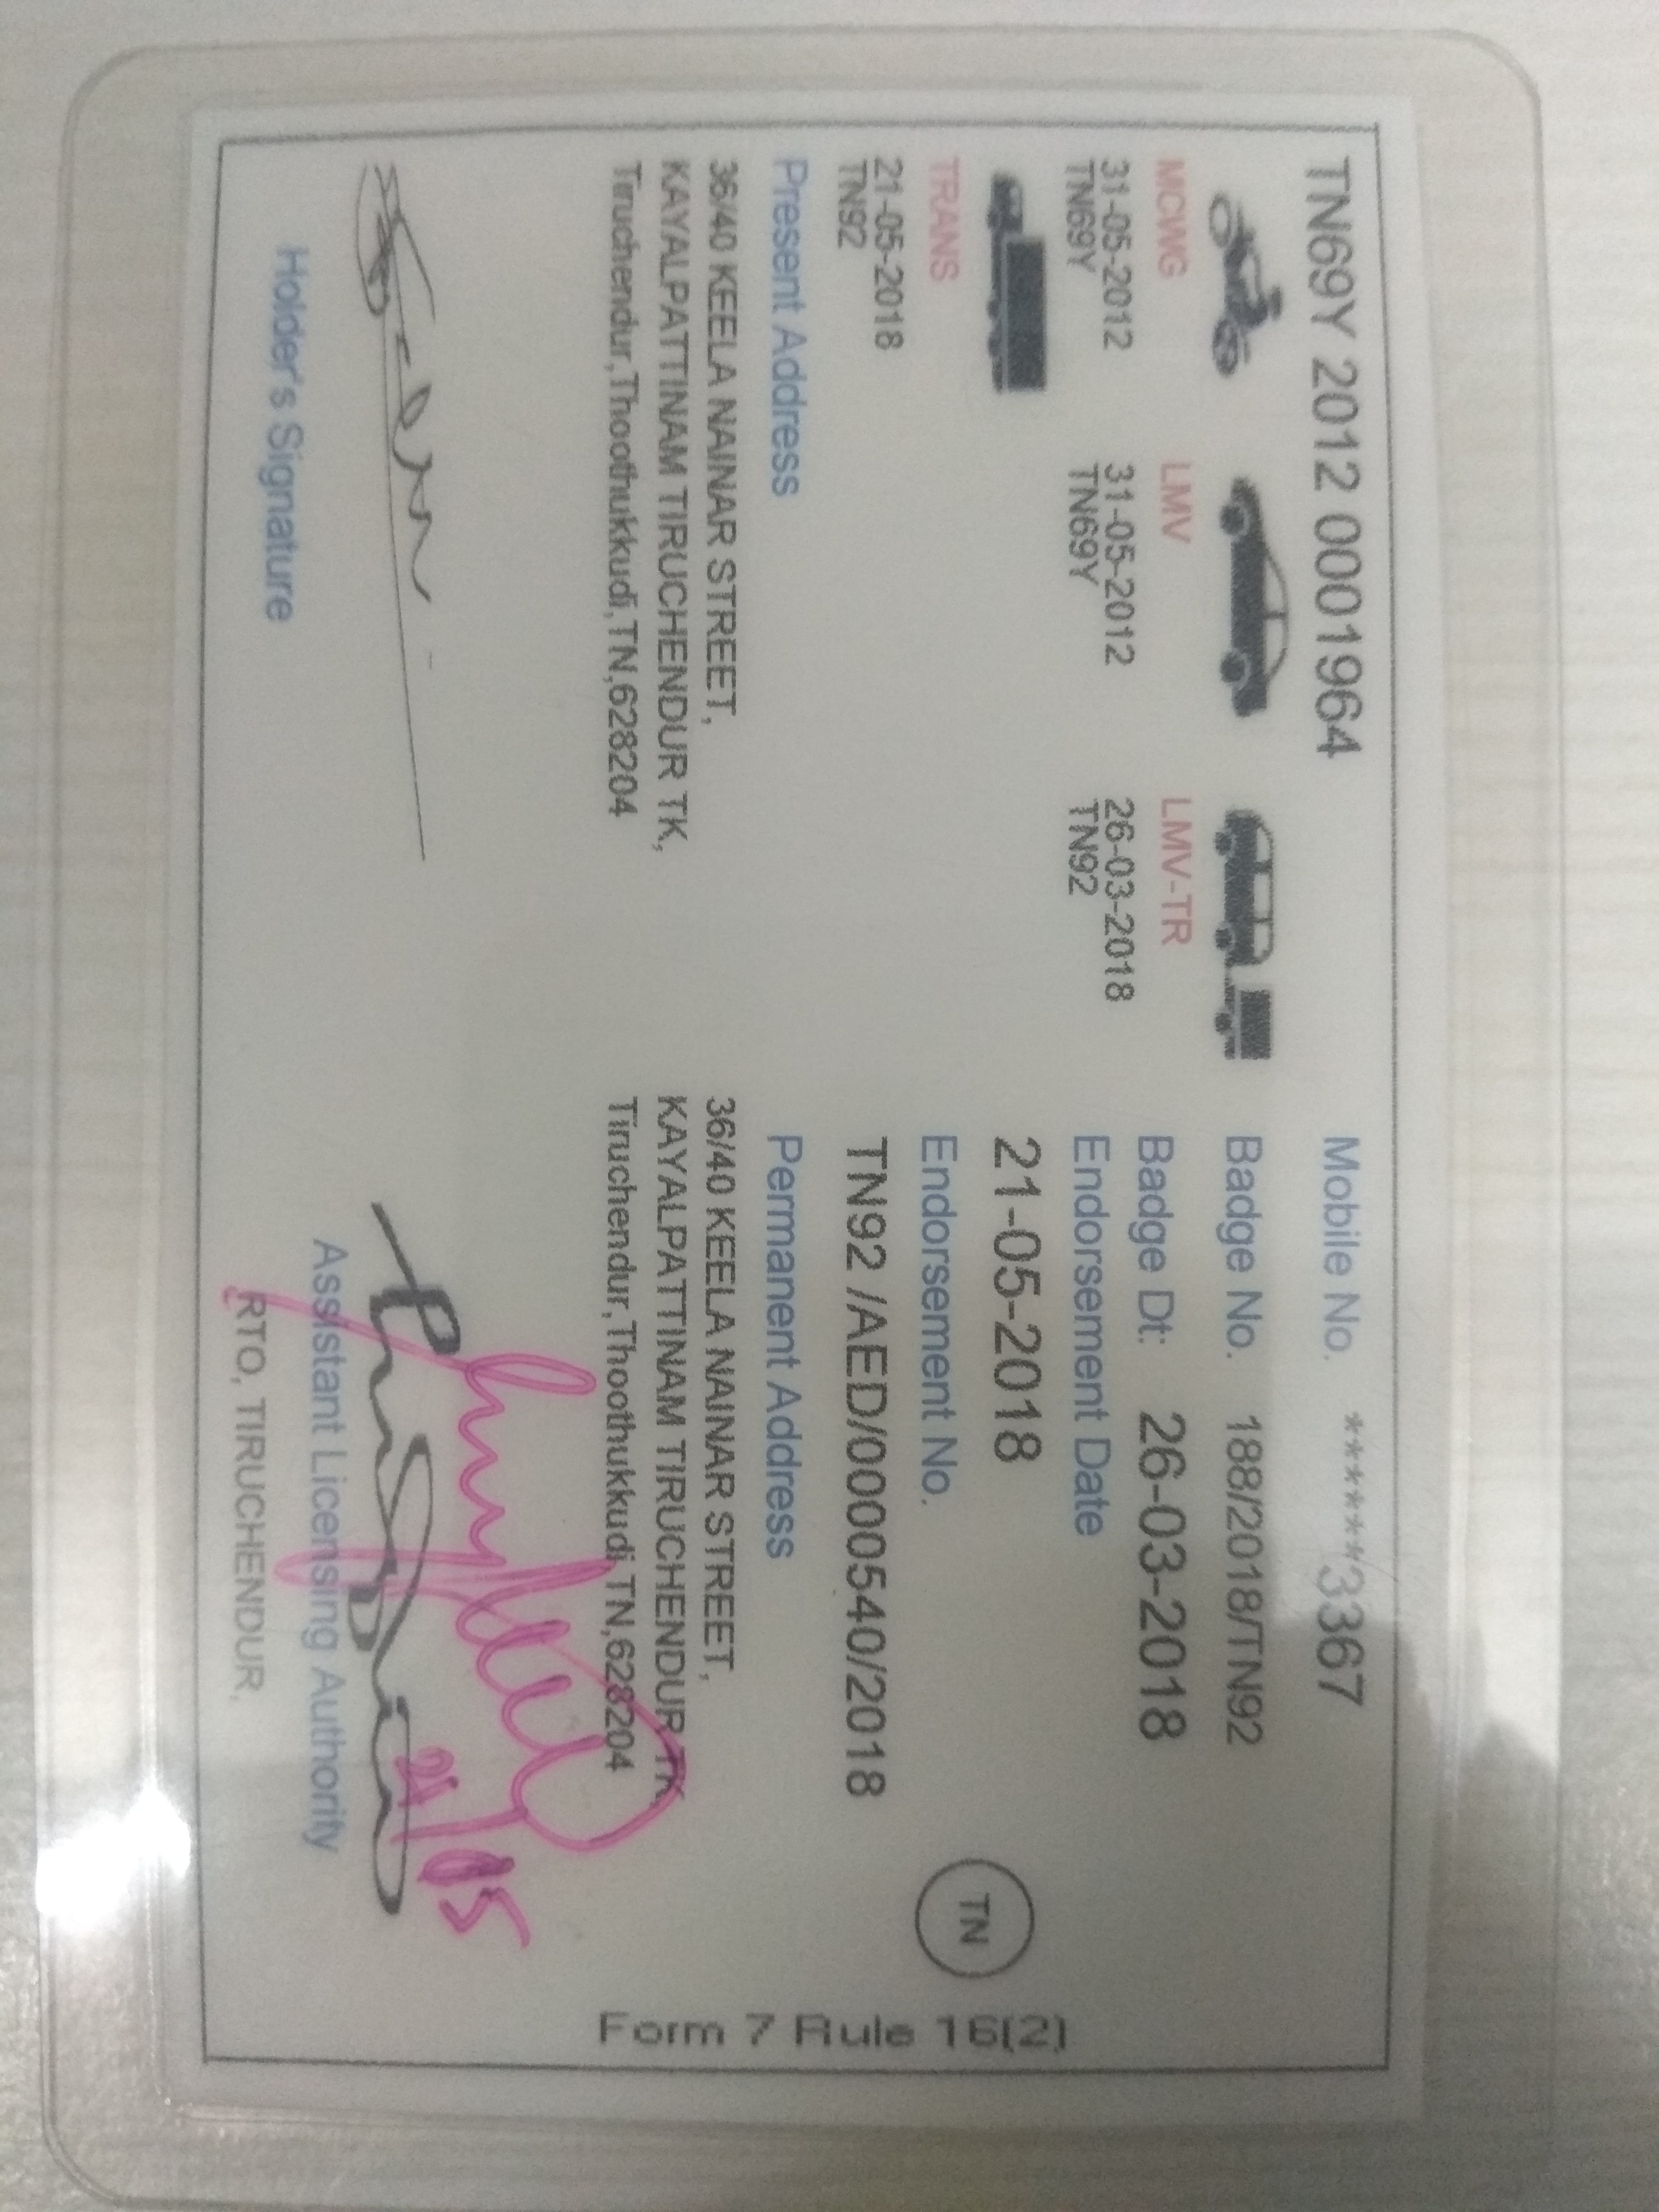 TN69Y 2012 0001964
Mobile No. *******3367
MCWG LMV LMV-TR
31-05-2012 31-05-2012 26-03-2018
TN69Y TN69Y TN92
Badge No. 188/2018/TN92
Badge Dt: 26-03-2018
Endorsement Date
21-05-2018
TRANS
21-05-2018
TN92
Endorsement No.
TN92 /AED/0000540/2018
TN
Present Address
36/40 KEELA NAINAR STREET,
KAYALPATTINAM TIRUCHENDUR TK,
Tiruchendur,Thoothukkudi,TN,628204
Permanent Address
36/40 KEELA NAINAR STREET,
KAYALPATTINAM TIRUCHENDUR TK,
Tiruchendur,Thoothukkudi,TN,628204
Holder's Signature
21/05
Assistant Licensing Authority
RTO, TIRUCHENDUR,
Form 7 Rule 16(2)